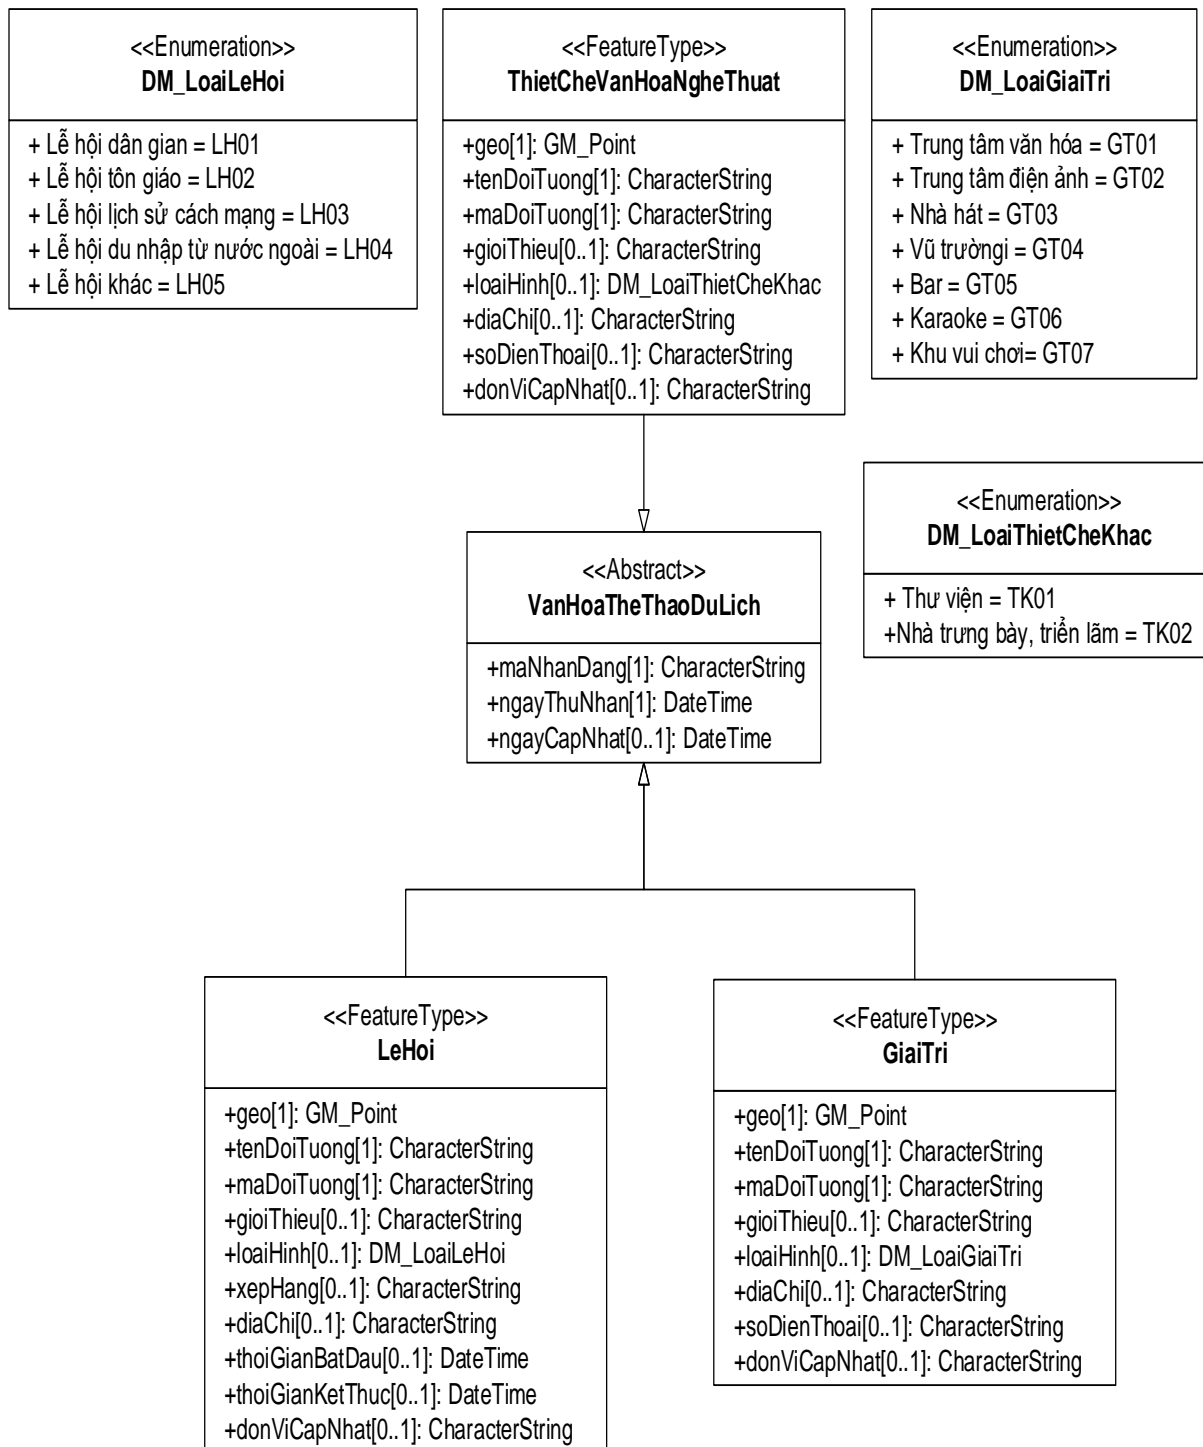 <<Enumeration>>
DM_LoaiLeHoi
+ Lễ hội dân gian = LH01
+ Lễ hội tôn giáo = LH02
+ Lễ hội lịch sử cách mạng = LH03
+ Lễ hội du nhập từ nước ngoài = LH04
+ Lễ hội khác = LH05
<<FeatureType>>
ThietCheVanHoaNgheThuat
+geo[1]: GM_Point
+tenDoiTuong[1]: CharacterString
+maDoiTuong[1]: CharacterString
+gioiThieu[0..1]: CharacterString
+loaiHinh[0..1]: DM_LoaiThietCheKhac
+diaChi[0..1]: CharacterString
+soDienThoai[0..1]: CharacterString
+donViCapNhat[0..1]: CharacterString
<<Enumeration>>
DM_LoaiGiaiTri
+ Trung tâm văn hóa = GT01
+ Trung tâm điện ảnh = GT02
+ Nhà hát = GT03
+ Vũ trườngi = GT04
+ Bar = GT05
+ Karaoke = GT06
+ Khu vui chơi= GT07
<<Enumeration>>
DM_LoaiThietCheKhac
+ Thư viện = TK01
+Nhà trưng bày, triển lãm = TK02
<<Abstract>>
VanHoaTheThaoDuLich
+maNhanDang[1]: CharacterString
+ngayThuNhan[1]: DateTime
+ngayCapNhat[0..1]: DateTime
<<FeatureType>>
LeHoi
+geo[1]: GM_Point
+tenDoiTuong[1]: CharacterString
+maDoiTuong[1]: CharacterString
+gioiThieu[0..1]: CharacterString
+loaiHinh[0..1]: DM_LoaiLeHoi
+xepHang[0..1]: CharacterString
+diaChi[0..1]: CharacterString
+thoiGianBatDau[0..1]: DateTime
+thoiGianKetThuc[0..1]: DateTime
+donViCapNhat[0..1]: CharacterString
<<FeatureType>>
GiaiTri
+geo[1]: GM_Point
+tenDoiTuong[1]: CharacterString
+maDoiTuong[1]: CharacterString
+gioiThieu[0..1]: CharacterString
+loaiHinh[0..1]: DM_LoaiGiaiTri
+diaChi[0..1]: CharacterString
+soDienThoai[0..1]: CharacterString
+donViCapNhat[0..1]: CharacterString